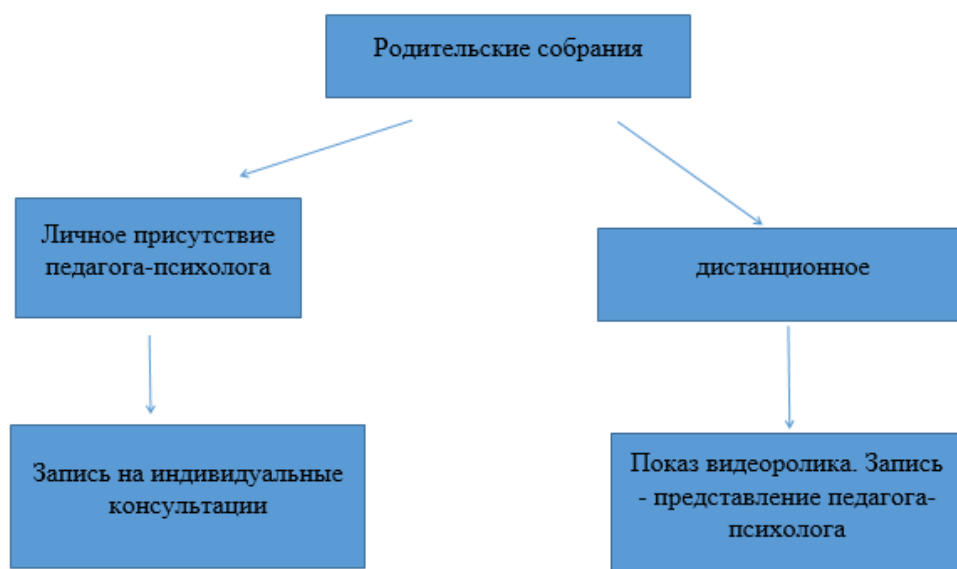 Родительские собрания
Личное присутствие
педагога-психолога
дистанционное
Запись на индивидуальные
консультации
Показ видеоролика. Запись
- представление педагога-
психолога